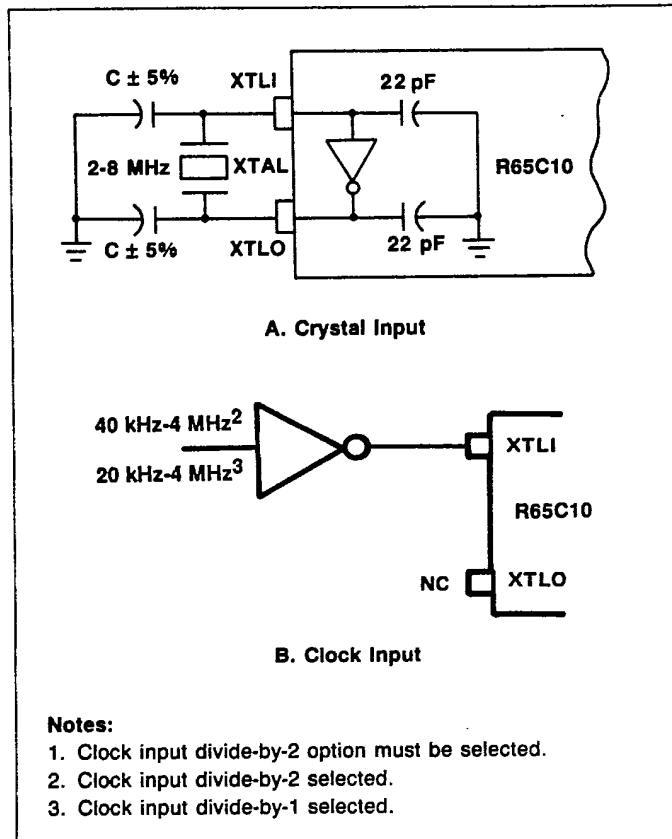 C ± 5%
XTLI
22 pF
2-8 MHz
XTAL
R65C10
C ± 5%
XTLO
22 pF
A. Crystal Input
40 kHz-4 MHz²
20 kHz-4 MHz³
XTLI
R65C10
NC
XTLO
B. Clock Input
Notes:
1. Clock input divide-by-2 option must be selected.
2. Clock input divide-by-2 selected.
3. Clock input divide-by-1 selected.